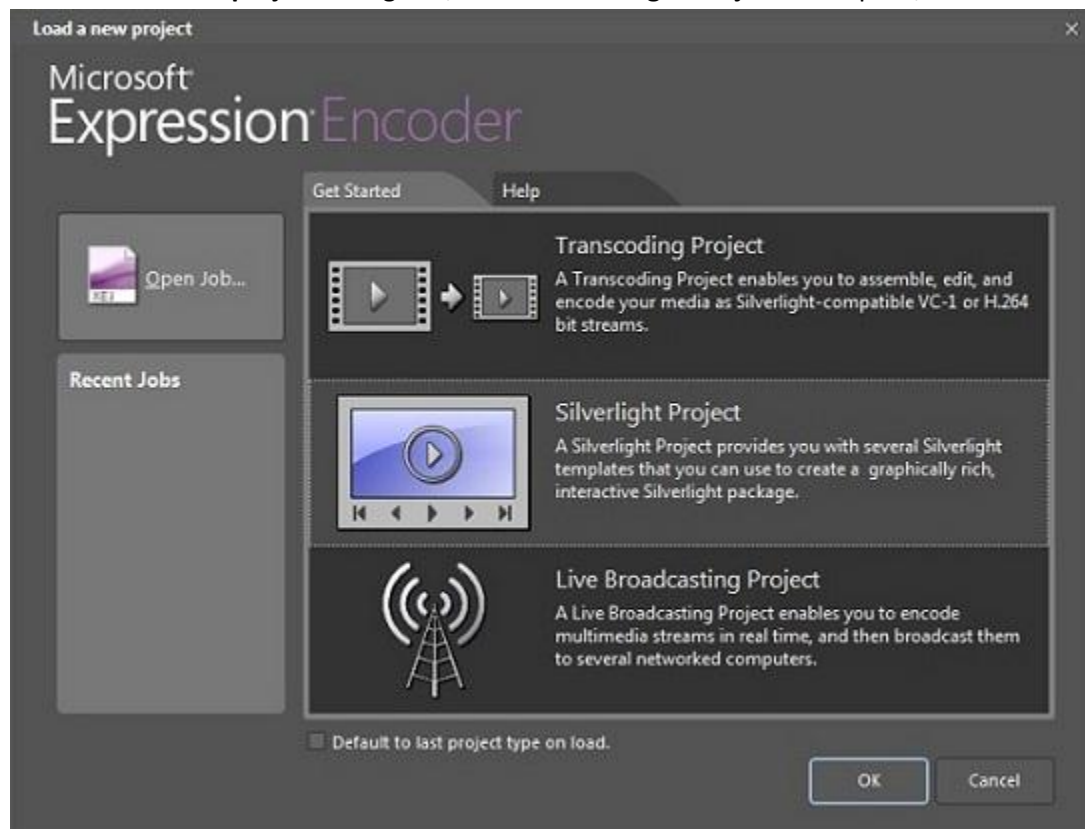 Load a new project
Microsoft
Expression Encoder
Get Started
Help
Open Job...
Recent Jobs
Transcoding Project
A Transcoding Project enables you to assemble, edit, and
encode your media as Silverlight-compatible VC-1 or H.264
bit streams.
Silverlight Project
A Silverlight Project provides you with several Silverlight
templates that you can use to create a graphically rich,
interactive Silverlight package.
Live Broadcasting Project
A Live Broadcasting Project enables you to encode
multimedia streams in real time, and then broadcast them
to several networked computers.
Default to last project type on load.
OK
Cancel